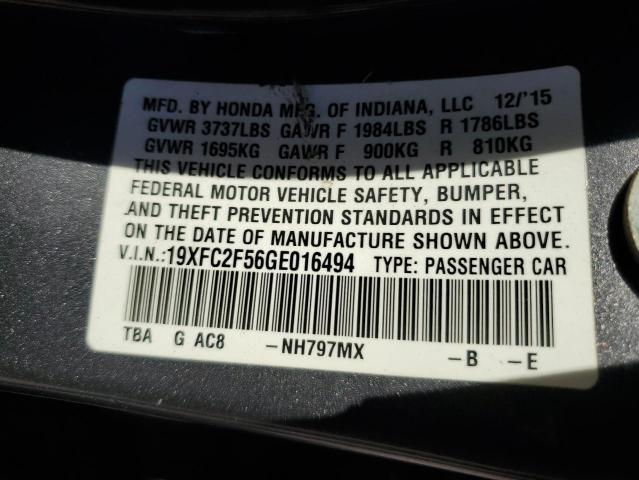 MFD. BY HONDA MFG. OF INDIANA, LLC 12/'15
GVWR 3737LBS GAWR F 1984LBS R 1786LBS
GVWR 1695KG GAWR F 900KG R 810KG
THIS VEHICLE CONFORMS TO ALL APPLICABLE
FEDERAL MOTOR VEHICLE SAFETY, BUMPER,
AND THEFT PREVENTION STANDARDS IN EFFECT
ON THE DATE OF MANUFACTURE SHOWN ABOVE.
V.I.N.:19XFC2F56GE016494 TYPE: PASSENGER CAR
TBA G AC8 –NH797MX –B –E